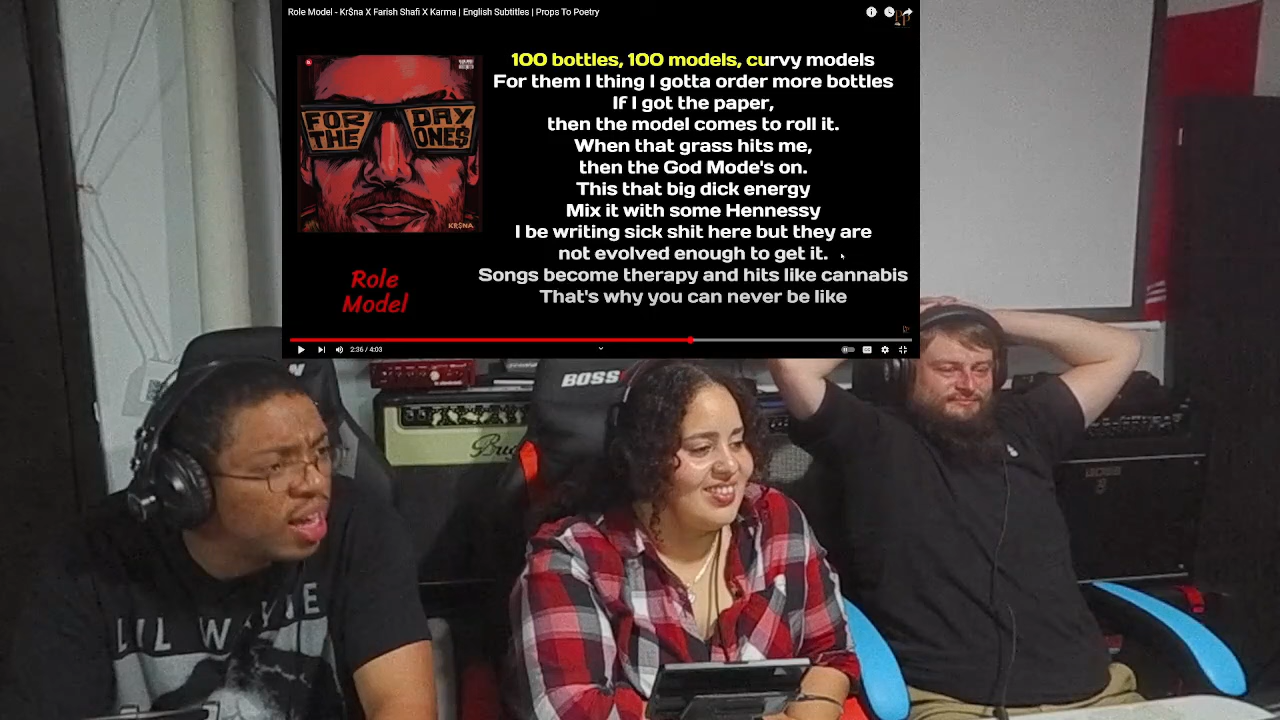 Role Model - Kr$na X Farish Shafi X Karma | English Subtitles | Props To Poetry
100 bottles, 100 models, curvy models
For them I thing I gotta order more bottles
If I got the paper,
then the model comes to roll it.
When that grass hits me,
then the God Mode's on.
This that big dick energy
Mix it with some Hennessy
I be writing sick shit here but they are
not evolved enough to get it.
Songs become therapy and hits like cannabis
That's why you can never be like
FOR THE DAY ONE$
KR$NA
Role
Model
2:36 / 4:03
BOSS
LIL WAYNE